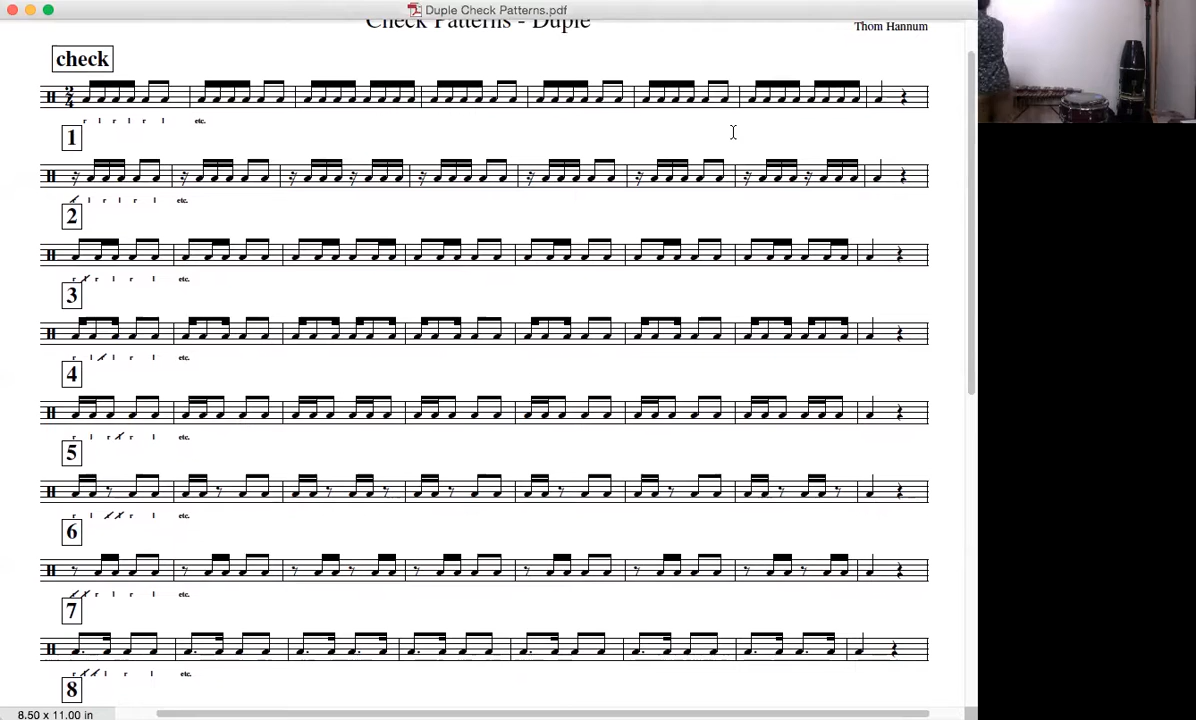 Duple Check Patterns.pdf
Check Patterns - Duple
Thom Hannum
check
2
4
r l r l r l etc.
1
l r l r l etc.
2
r r l r l etc.
3
r l l r l etc.
4
r l r r l etc.
5
r l r l etc.
6
r l r l etc.
7
r l r l etc.
8
8.50 x 11.00 in